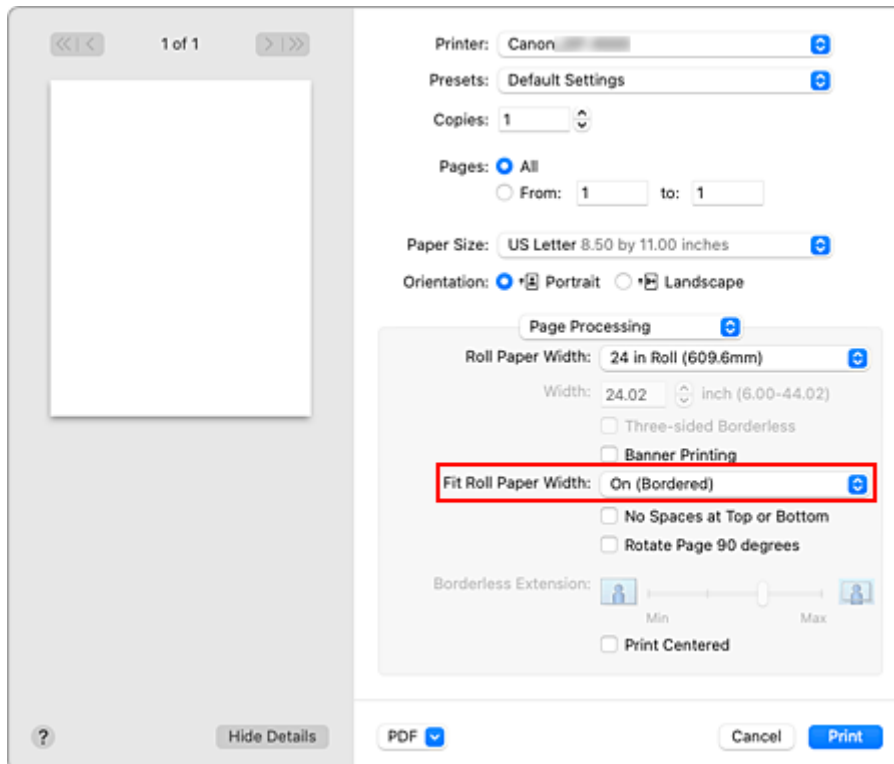 1 of 1
Printer: Canon
Presets: Default Settings
Copies: 1
Pages: All
From: 1 to: 1
Paper Size: US Letter 8.50 by 11.00 inches
Orientation: Portrait Landscape
Page Processing
Roll Paper Width: 24 in Roll (609.6mm)
Width: 24.02 inch (6.00-44.02)
Three-sided Borderless
Banner Printing
Fit Roll Paper Width: On (Bordered)
No Spaces at Top or Bottom
Rotate Page 90 degrees
Borderless Extension:
Min Max
Print Centered
? Hide Details PDF Cancel Print